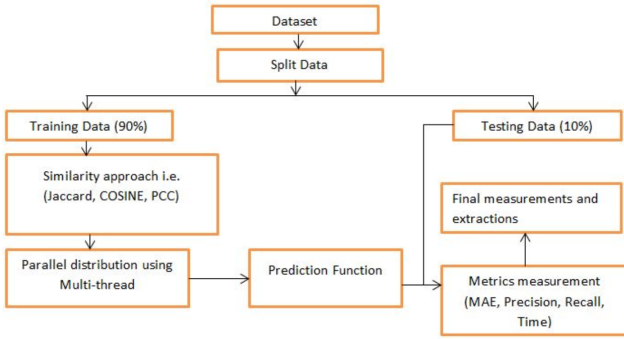 Dataset
Split Data
Training Data (90%)
Testing Data (10%)
Similarity approach i.e.
(Jaccard, COSINE, PCC)
Final measurements and
extractions
Parallel distribution using
Multi-thread
Prediction Function
Metrics measurement
(MAE, Precision, Recall,
Time)